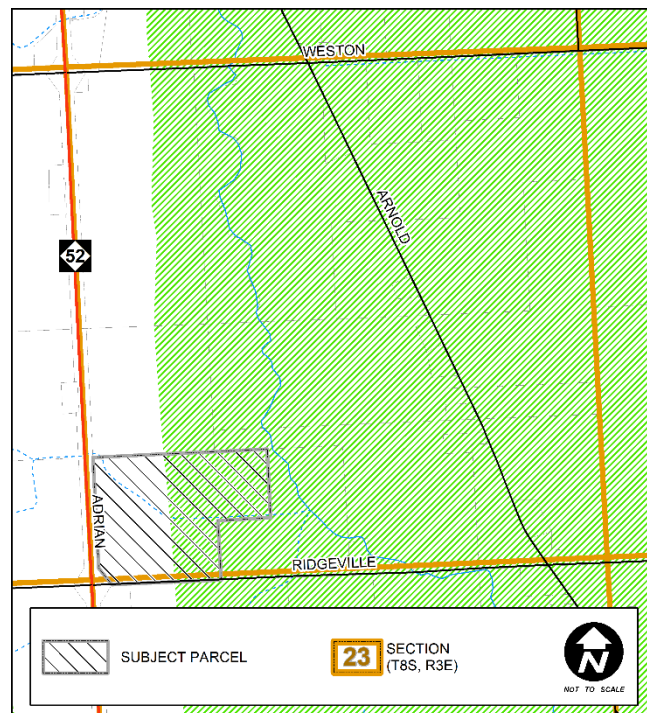 WESTON
ARNOLD
52
ADRIAN
RIDGEVILLE
SUBJECT PARCEL
23
SECTION
(T8S, R3E)
N
NOT TO SCALE